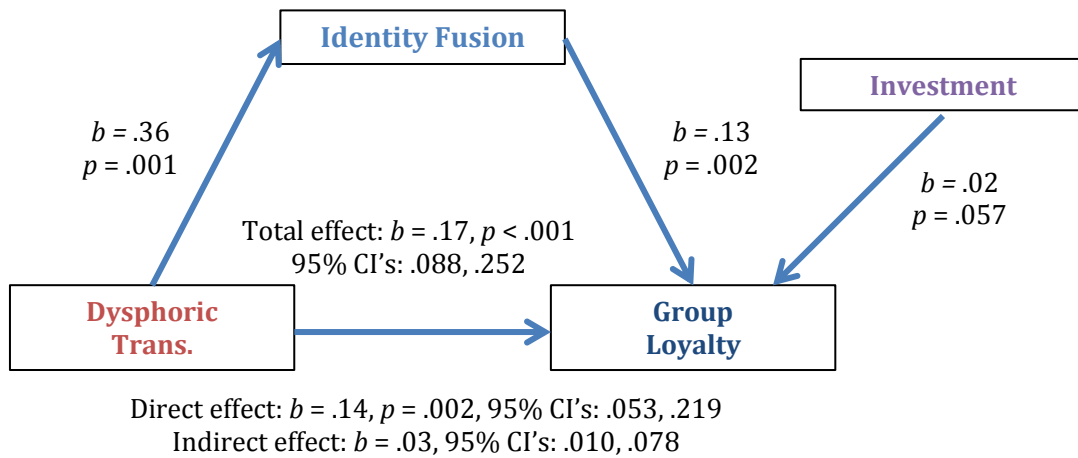 Identity Fusion
Investment
b = .36
p = .001
b = .13
p = .002
b = .02
p = .057
Total effect: b = .17, p < .001
95% CI’s: .088, .252
Dysphoric
Trans.
Group
Loyalty
Direct effect: b = .14, p = .002, 95% CI’s: .053, .219
Indirect effect: b = .03, 95% CI’s: .010, .078